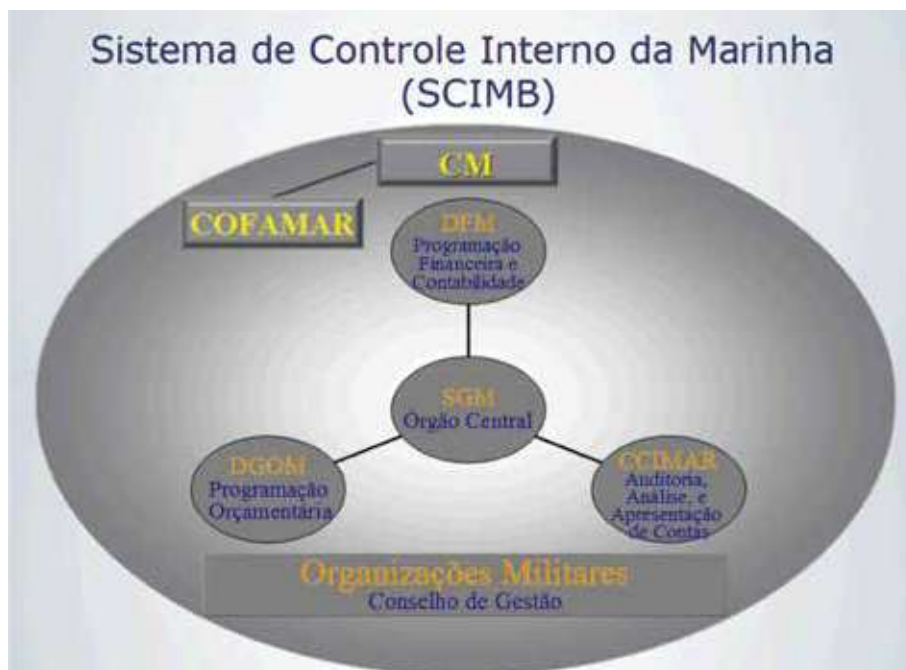 Sistema de Controle Interno da Marinha
(SCIMB)
CM
COFAMAR
DFM
Programação
Financeira e
Contabilidade
SGM
Órgão Central
DGOM
Programação
Orçamentária
CCIMAR
Auditoria,
Análise, e
Apresentação
de Contas
Organizações Militares
Conselho de Gestão